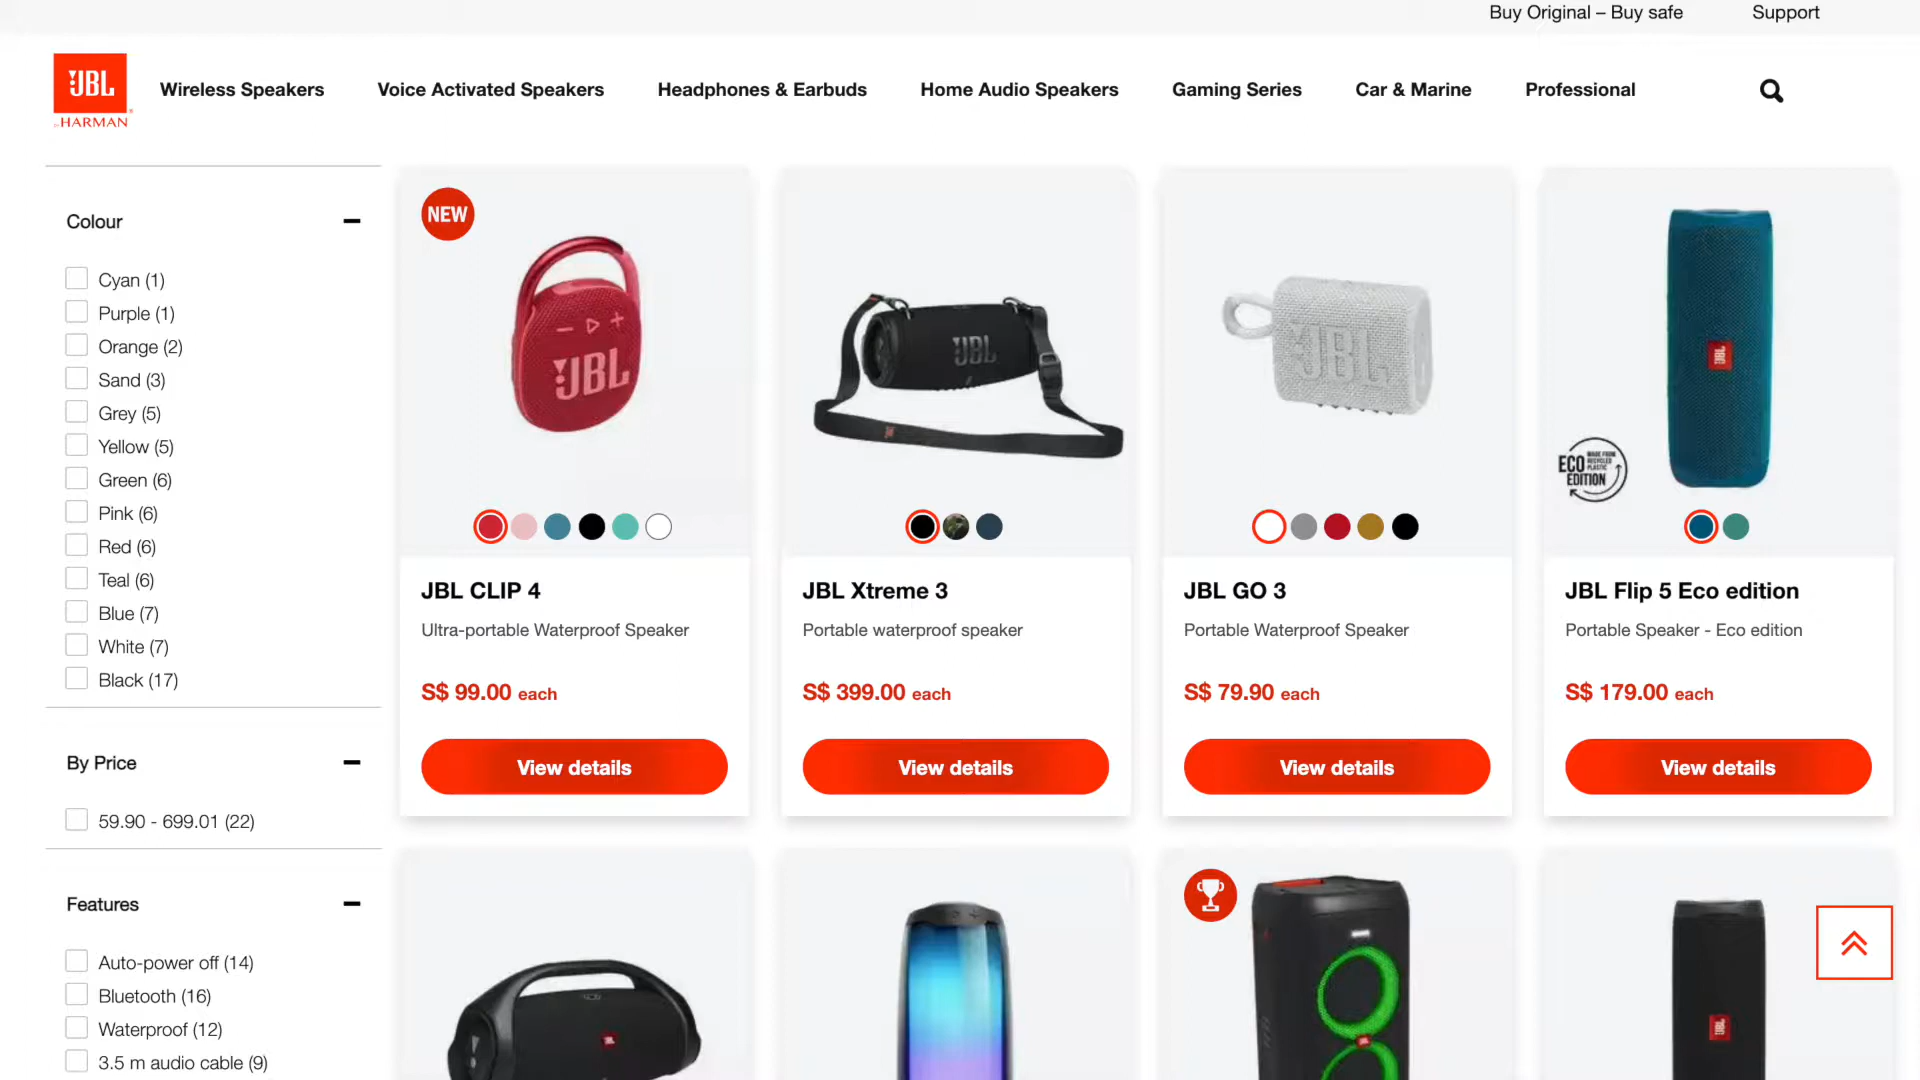 Buy Original – Buy safe
Support
JBL
HARMAN
Wireless Speakers
Voice Activated Speakers
Headphones & Earbuds
Home Audio Speakers
Gaming Series
Car & Marine
Professional
Colour
Cyan (1)
Purple (1)
Orange (2)
Sand (3)
Grey (5)
Yellow (5)
Green (6)
Pink (6)
Red (6)
Teal (6)
Blue (7)
White (7)
Black (17)
By Price
59.90 - 699.01 (22)
Features
Auto-power off (14)
Bluetooth (16)
Waterproof (12)
3.5 m audio cable (9)
NEW
JBL
JBL CLIP 4
Ultra-portable Waterproof Speaker
S$ 99.00 each
View details
JBL
JBL Xtreme 3
Portable waterproof speaker
S$ 399.00 each
View details
JBL
JBL GO 3
Portable Waterproof Speaker
S$ 79.90 each
View details
JBL
ECO
EDITION
MADE FROM
RECYCLED
PLASTIC
JBL Flip 5 Eco edition
Portable Speaker - Eco edition
S$ 179.00 each
View details
JBL